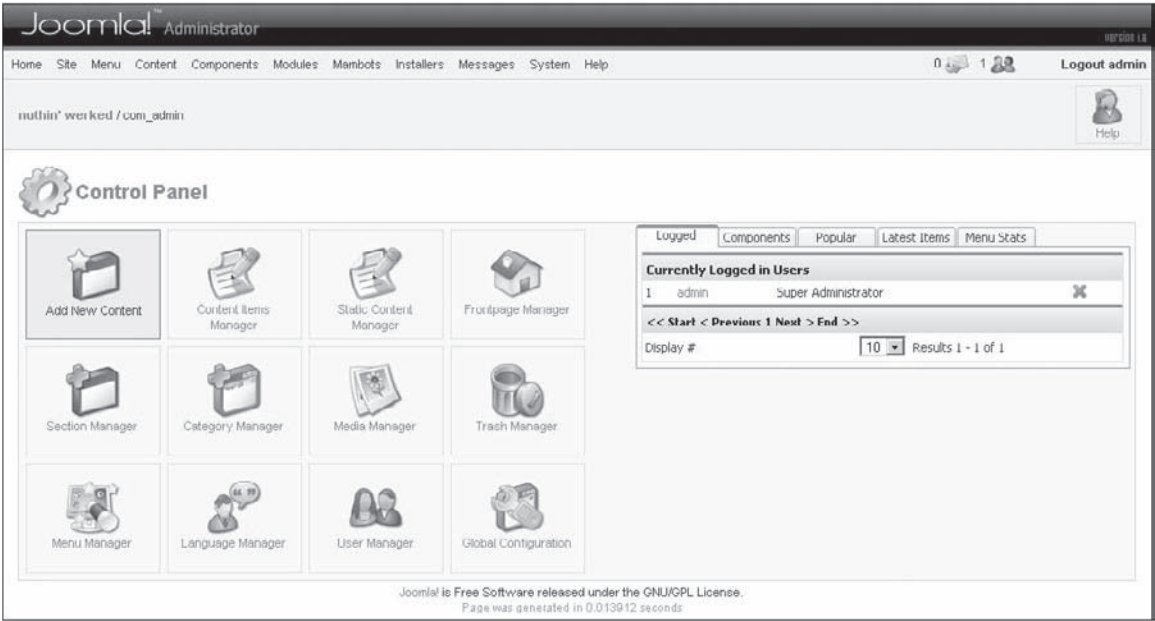 Joomla!™ Administrator
version 1.0
Home Site Menu Content Components Modules Mambots Installers Messages System Help 0 1 Logout admin
nuthin' werked / com_admin
Help
Control Panel
Add New Content
Content Items Manager
Static Content Manager
Frontpage Manager
Section Manager
Category Manager
Media Manager
Trash Manager
Menu Manager
Language Manager
User Manager
Global Configuration
Logged Components Popular Latest Items Menu Stats
Currently Logged in Users
1 admin Super Administrator
<< Start < Previous 1 Next > End >>
Display # 10 Results 1 - 1 of 1
Joomla! is Free Software released under the GNU/GPL License.
Page was generated in 0.013912 seconds